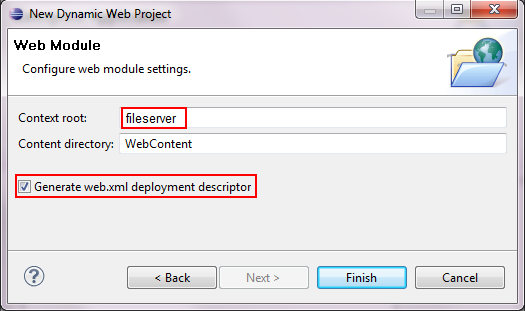 New Dynamic Web Project
Web Module
Configure web module settings.
Context root: fileserver
Content directory: WebContent
Generate web.xml deployment descriptor
? < Back Next > Finish Cancel